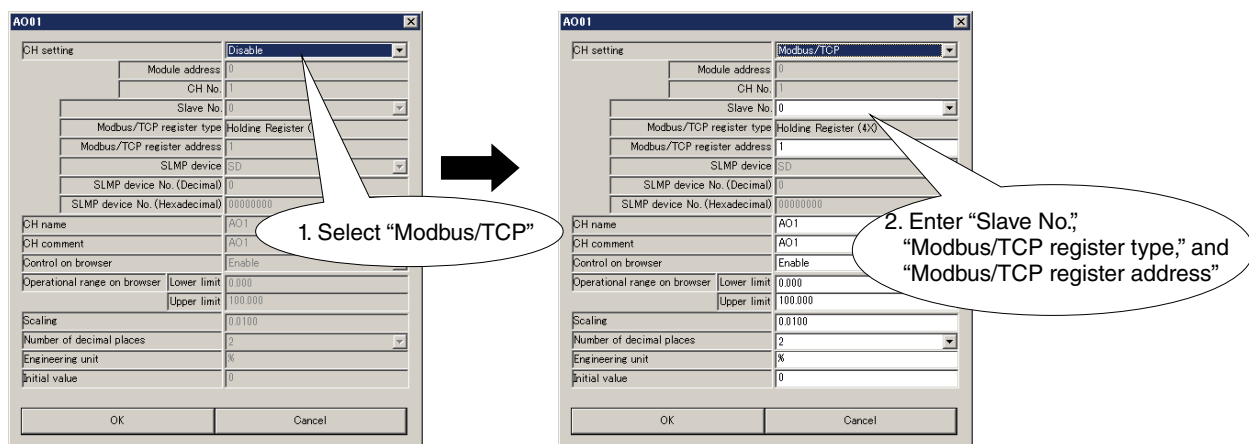 AO01
CH setting Disable
Module address 0
CH No. 1
Slave No. 0
Modbus/TCP register type Holding Register (
Modbus/TCP register address 1
SLMP device SD
SLMP device No. (Decimal) 0
SLMP device No. (Hexadecimal) 00000000
CH name AO1
CH comment AO1
Control on browser Enable
Operational range on browser Lower limit 0.000
Upper limit 100.000
Scaling 0.0100
Number of decimal places 2
Engineering unit %
Initial value 0
OK Cancel
1. Select “Modbus/TCP”
AO01
CH setting Modbus/TCP
Module address 0
CH No. 1
Slave No. 0
Modbus/TCP register type Holding Register (4X)
Modbus/TCP register address 1
SLMP device SD
SLMP device No. (Decimal) 0
SLMP device No. (Hexadecimal) 00000000
CH name AO1
CH comment AO1
Control on browser Enable
Operational range on browser Lower limit 0.000
Upper limit 100.000
Scaling 0.0100
Number of decimal places 2
Engineering unit %
Initial value 0
OK Cancel
2. Enter “Slave No.”,
“Modbus/TCP register type,” and
“Modbus/TCP register address”